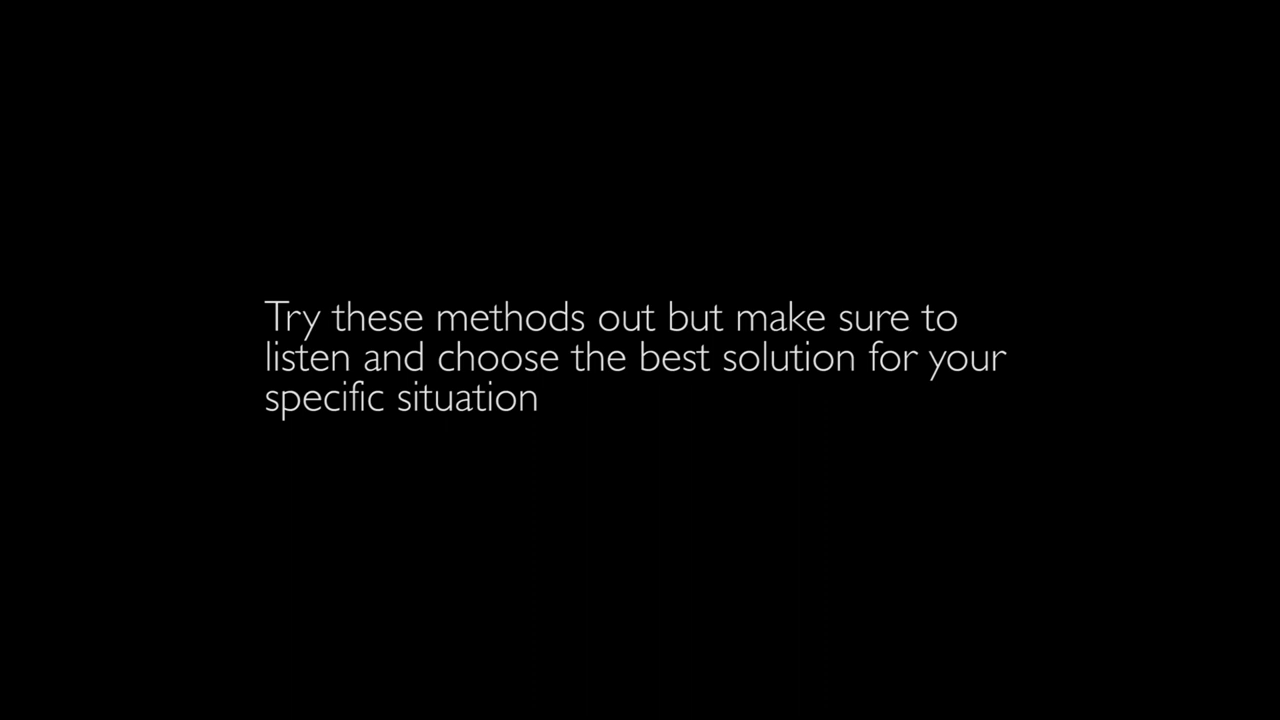 Try these methods out but make sure to
listen and choose the best solution for your
specific situation